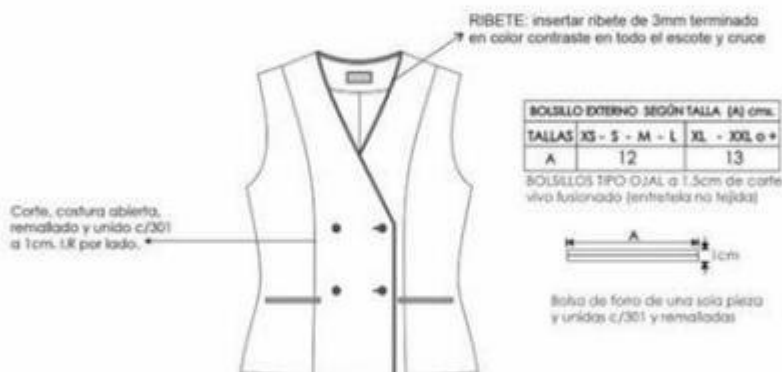 RIBETE: insertar ribete de 3mm terminado
en color contraste en todo el escote y cruce
BOLSILLO EXTERNO SEGÚN TALLA (A) cms.
TALLAS XS - S - M - L XL - XXL o +
A 12 13
BOLSILLOS TIPO OJAL a 1.5cm de corte
vivo fusionado (entretela no tejida)
Corte, costura abierta,
remallado y unido c/301
a 1cm. I.R por lado.
A
1cm
Bolsa de forro de una sola pieza
y unidas c/301 y remalladas